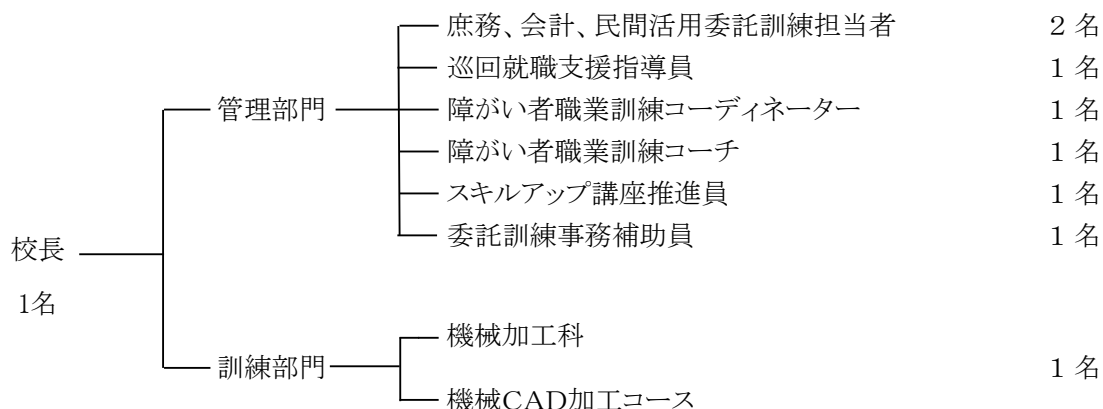 庶務、会計、民間活用委託訓練担当者 2 名
巡回就職支援指導員 1 名
管理部門 障がい者職業訓練コーディネーター 1 名
障がい者職業訓練コーチ 1 名
スキルアップ講座推進員 1 名
委託訓練事務補助員 1 名
校長
1名
機械加工科
訓練部門 1 名
機械CAD加工コース